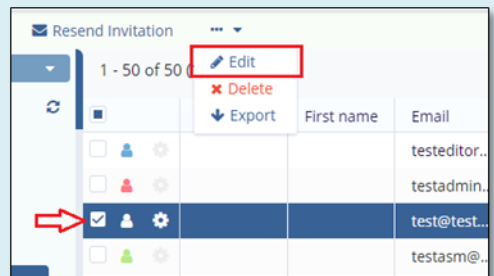 Resend Invitation ...
1 - 50 of 50 (
Edit
Delete
Export
First name Email
testeditor..
testadmin..
test@test...
testasm@..